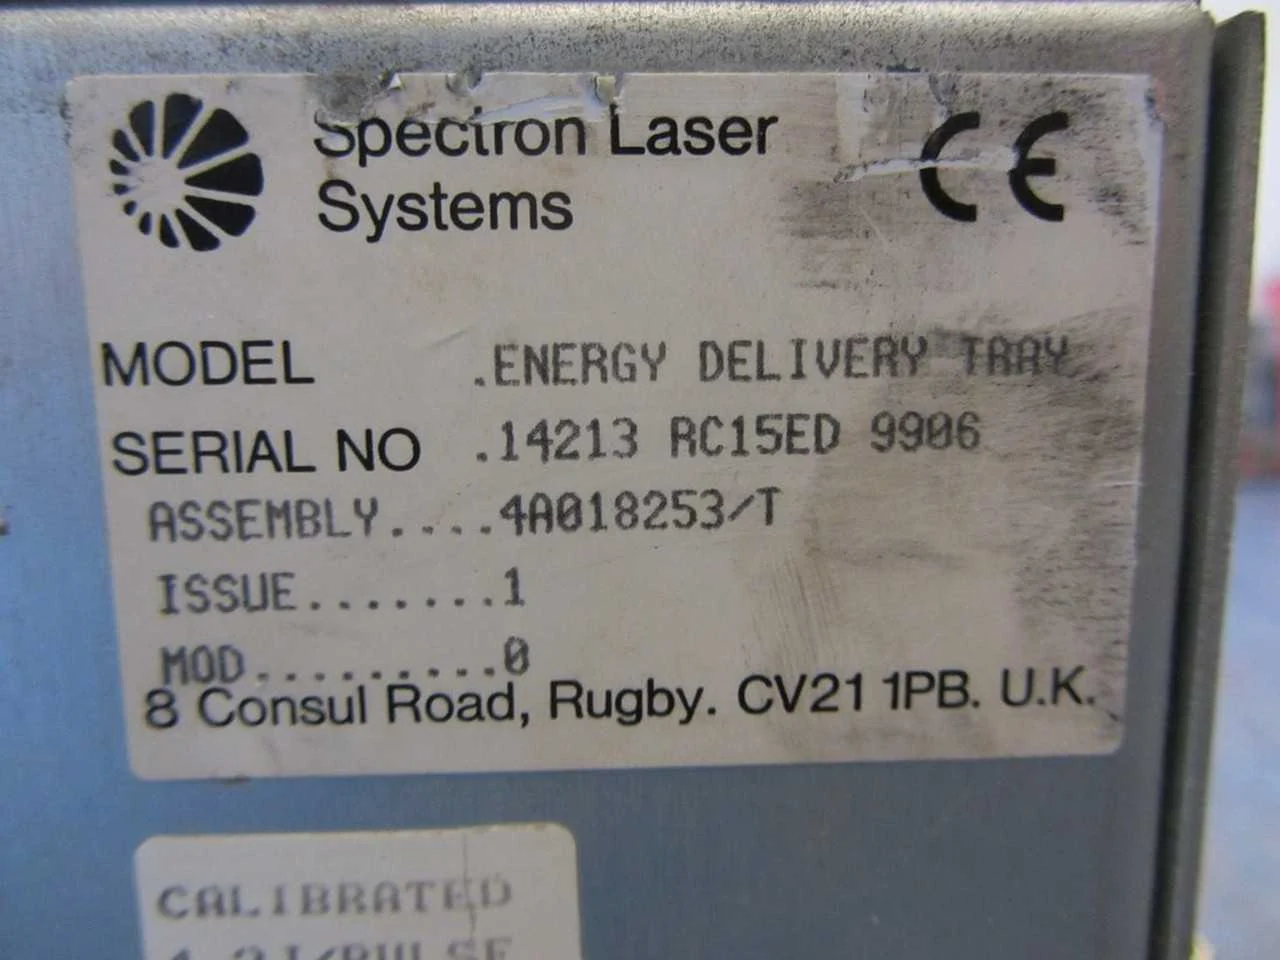 Spectron Laser
Systems
CE
MODEL .ENERGY DELIVERY TRAY
SERIAL NO .14213 RC15ED 9906
ASSEMBLY....4A018253/T
ISSUE.......1
MOD.........0
8 Consul Road, Rugby. CV21 1PB. U.K.
CALIBRATED